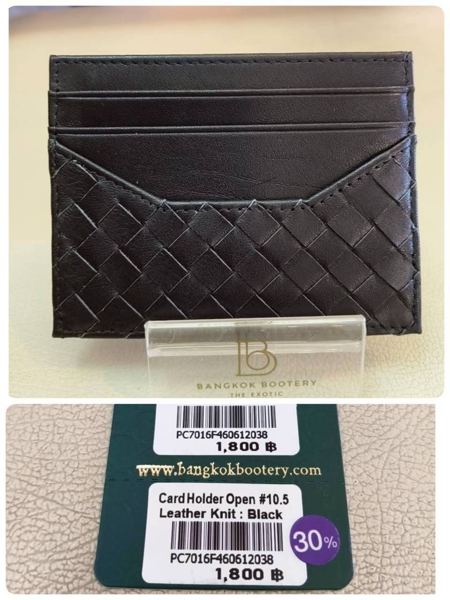 B
BANGKOK BOOTERY
THE EXOTIC
PC7016F460612038
1,800 ฿
www.bangkokbootery.com
Card Holder Open #10.5
Leather Knit : Black
30%
PC7016F460612038
1,800 ฿